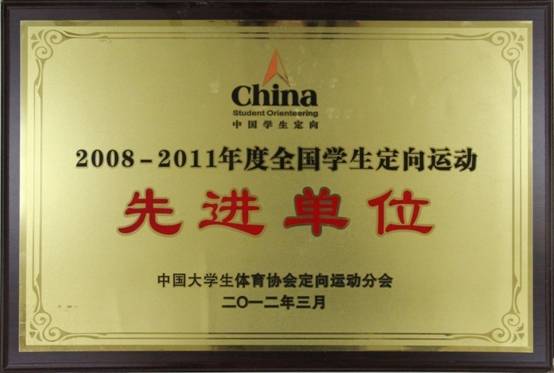 China
Student Orienteering
中国学生定向
2008-2011年度全国学生定向运动
先进单位
中国大学生体育协会定向运动分会
二〇一二年三月